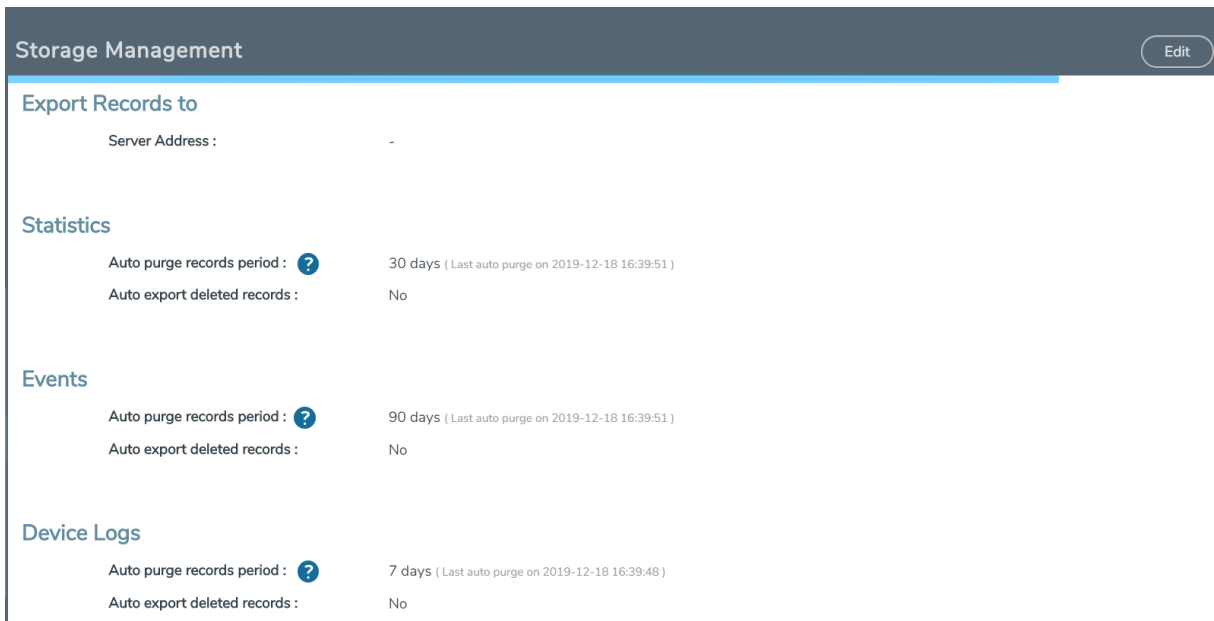 Storage Management
Edit
Export Records to
Server Address : -
Statistics
Auto purge records period : ? 30 days ( Last auto purge on 2019-12-18 16:39:51 )
Auto export deleted records : No
Events
Auto purge records period : ? 90 days ( Last auto purge on 2019-12-18 16:39:51 )
Auto export deleted records : No
Device Logs
Auto purge records period : ? 7 days ( Last auto purge on 2019-12-18 16:39:48 )
Auto export deleted records : No